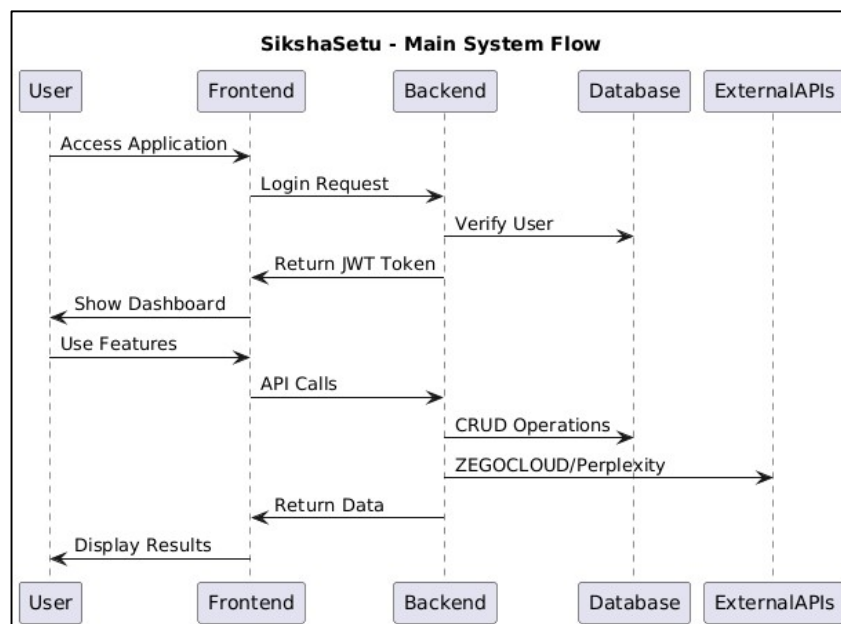 SikshaSetu - Main System Flow
User Frontend Backend Database ExternalAPIs
Access Application
Login Request
Verify User
Return JWT Token
Show Dashboard
Use Features
API Calls
CRUD Operations
ZEGOCLOUD/Perplexity
Return Data
Display Results
User Frontend Backend Database ExternalAPIs